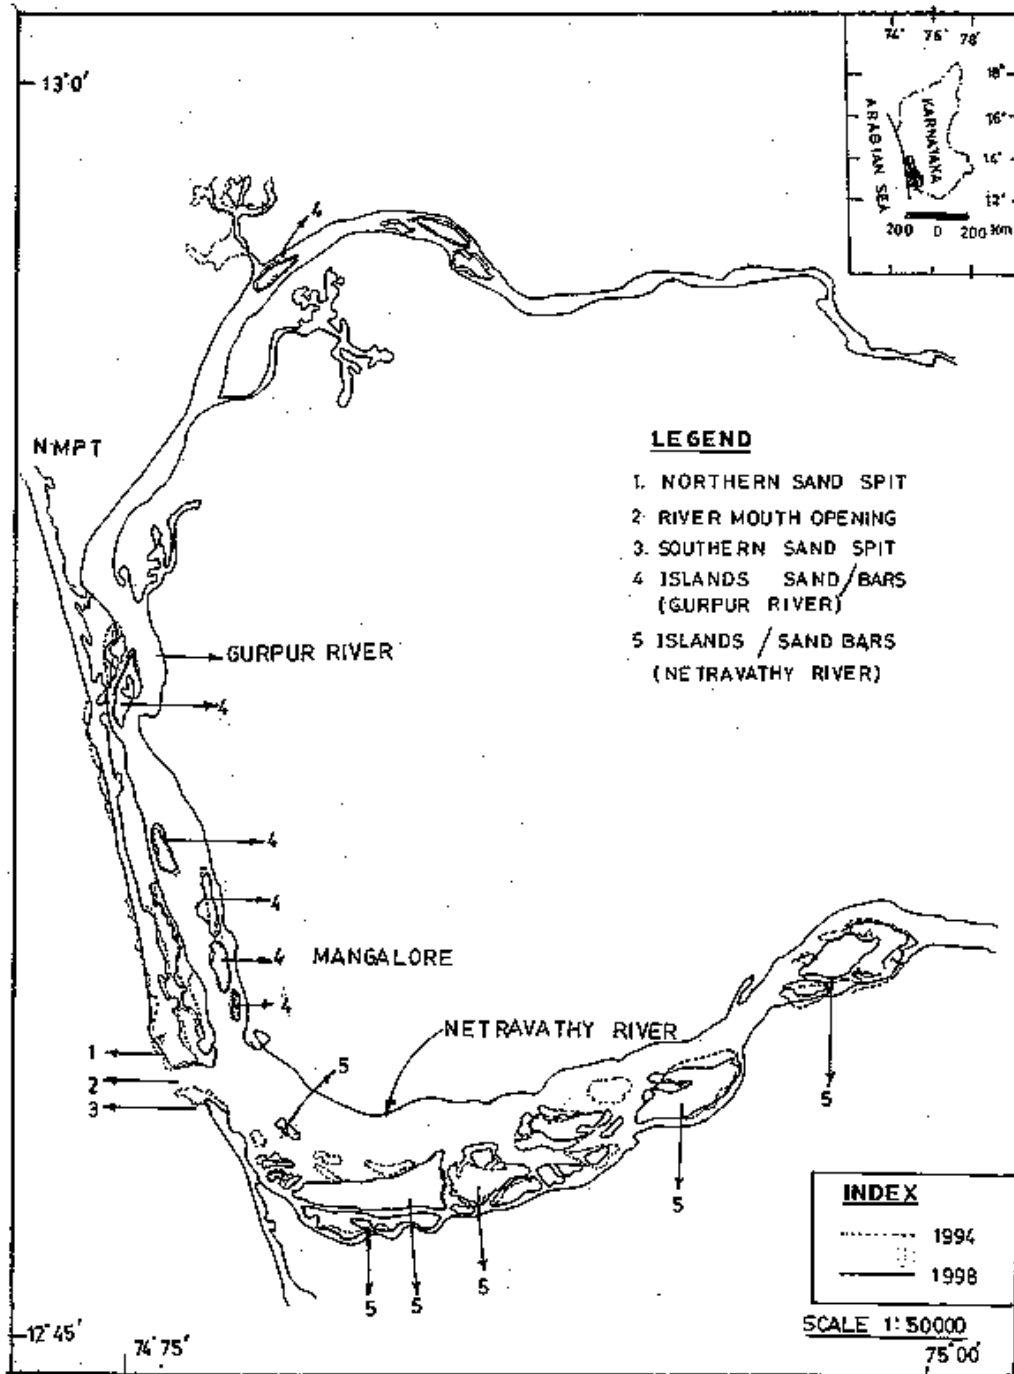 74° 76° 78°
13°0'
18°
16°
14°
12°
ARABIAN SEA
KARNATAKA
200 0 200 Km
4
N·MPT
LEGEND
1. NORTHERN SAND SPIT
2. RIVER MOUTH OPENING
3. SOUTHERN SAND SPIT
4 ISLANDS SAND/BARS
(GURPUR RIVER)
5 ISLANDS / SAND BARS
(NETRAVATHY RIVER)
GURPUR RIVER
4
4
4
4 MANGALORE
4
NETRAVATHY RIVER
1
2
3
5
5
5
5
5
5
INDEX
1994
1998
SCALE 1:50000
12°45'
74°75'
75°00'